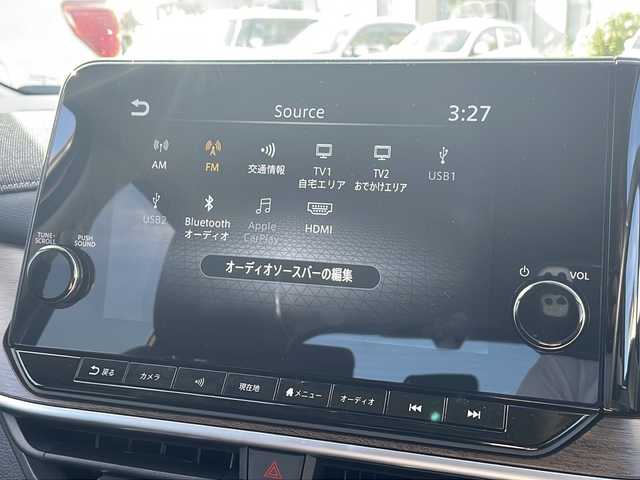 Source
3:27
AM
FM
交通情報
TV1
自宅エリア
TV2
おでかけエリア
USB1
USB2
Bluetooth
オーディオ
Apple
CarPlay
HDMI
オーディオソースバーの編集
TUNE·
SCROLL
PUSH
SOUND
VOL
戻る
カメラ
現在地
メニュー
オーディオ